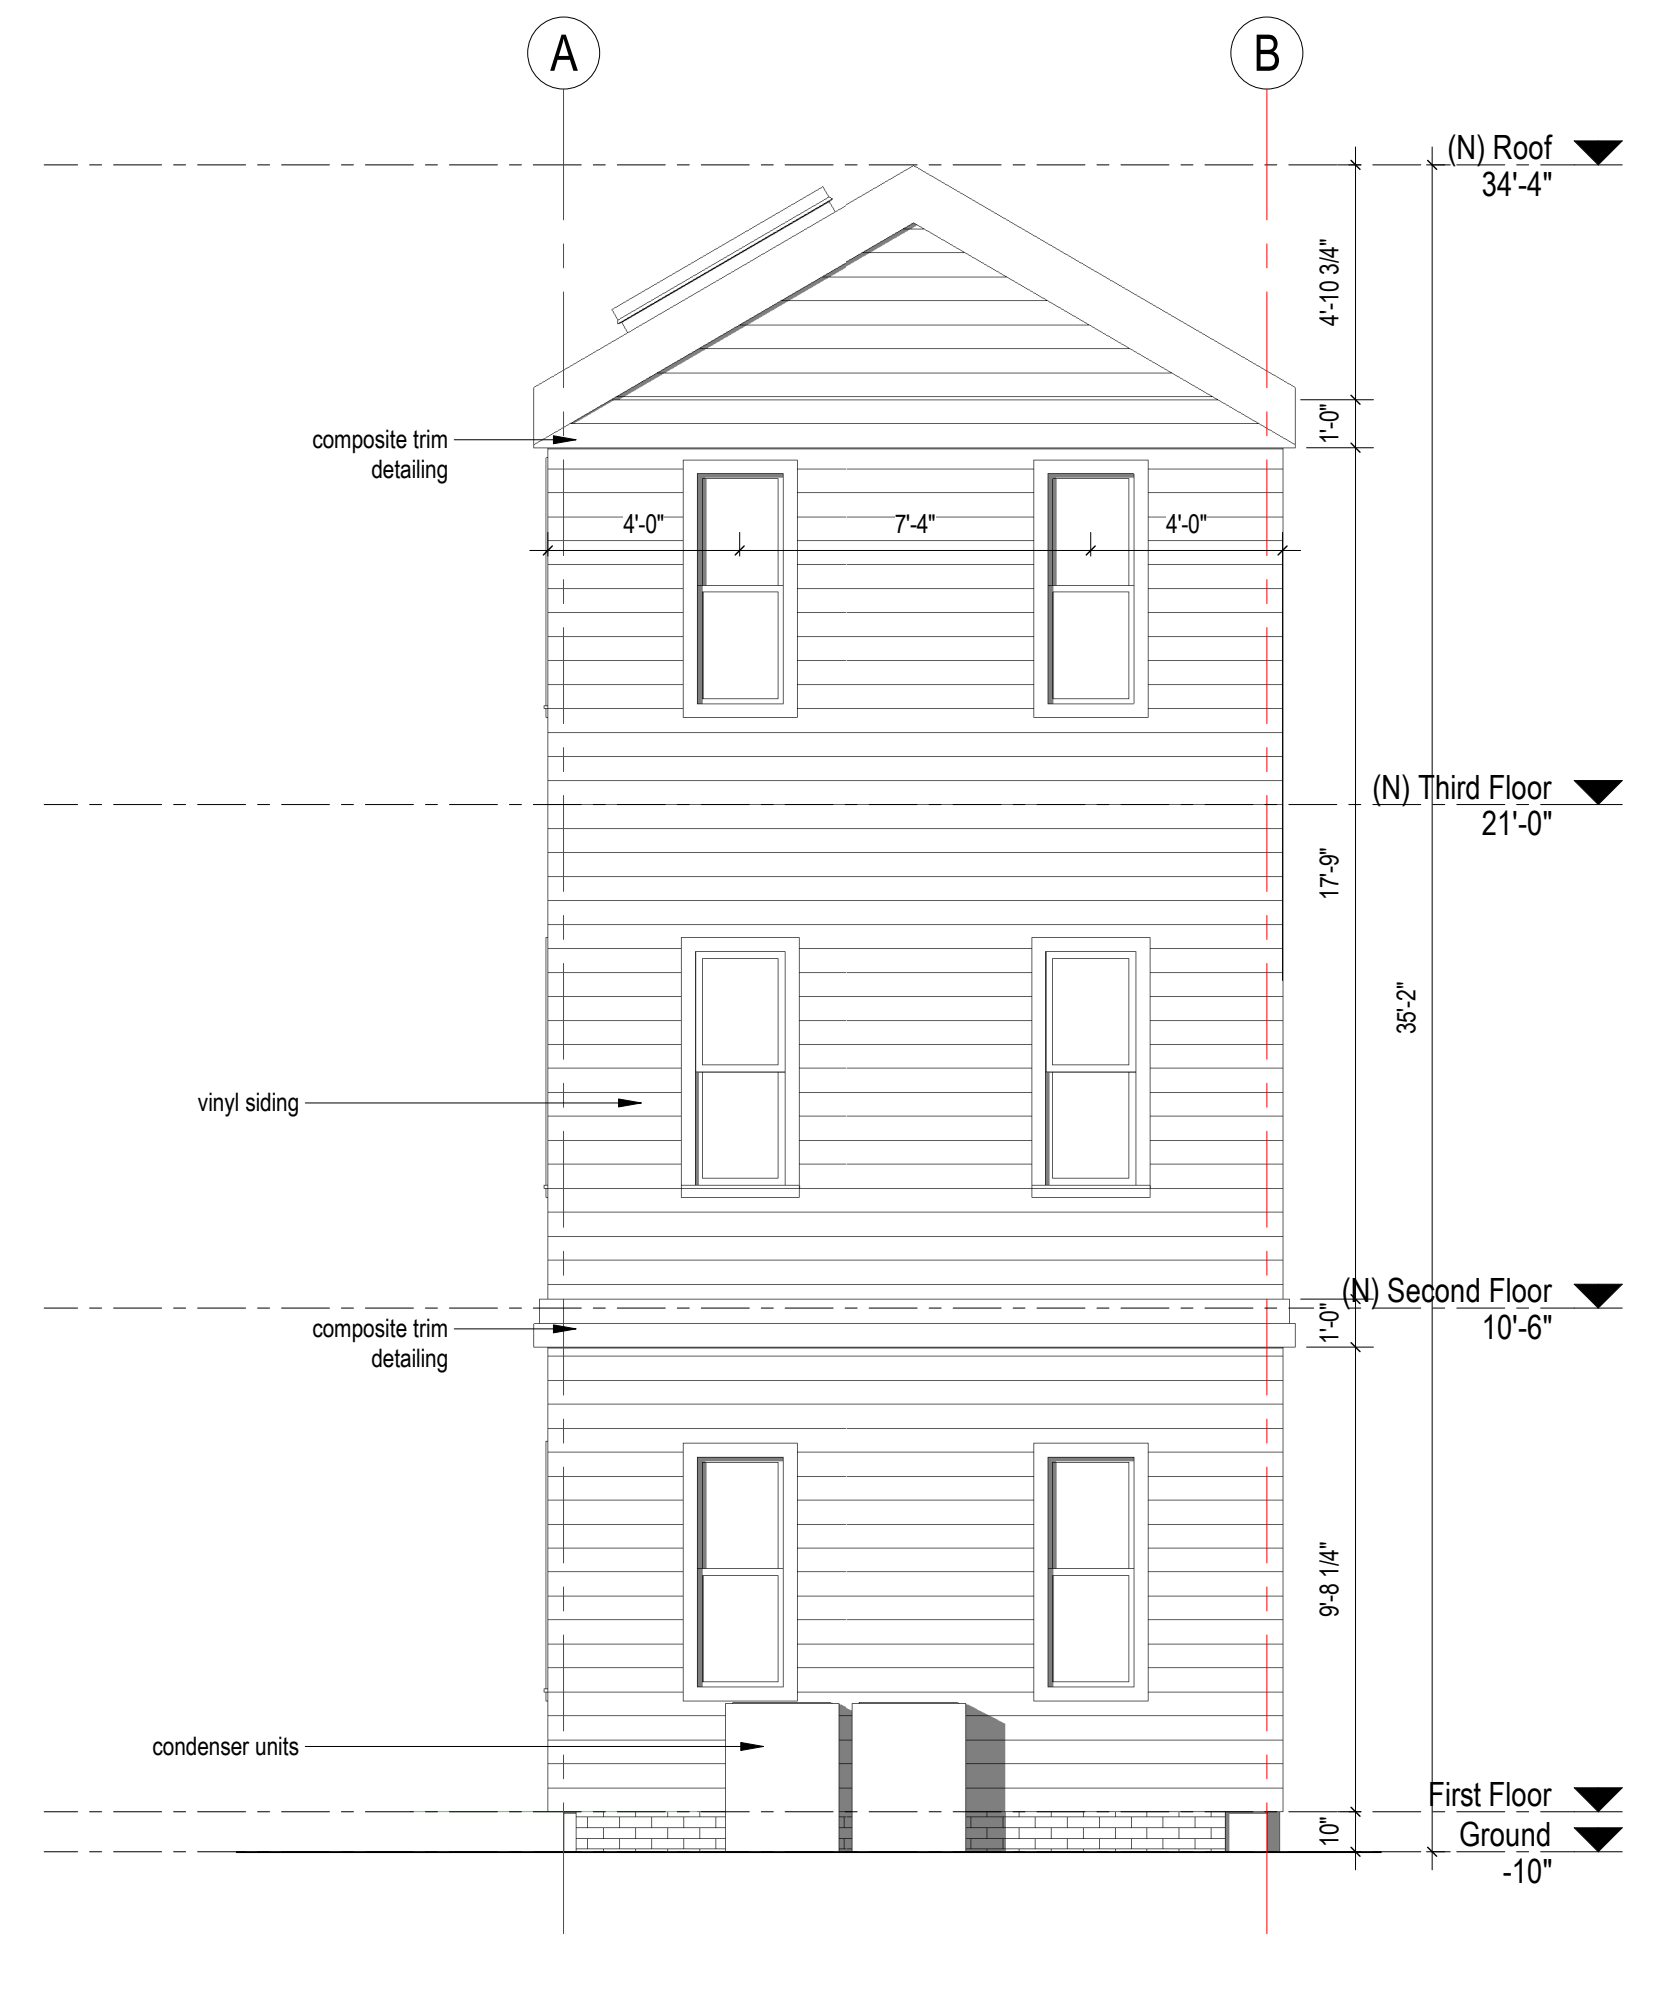 A
B
(N) Roof
34'-4"
4'-10 3/4"
1'-0"
composite trim
detailing
4'-0"
7'-4"
4'-0"
(N) Third Floor
21'-0"
17'-9"
35'-2"
vinyl siding
(N) Second Floor
10'-6"
1'-0"
composite trim
detailing
9'-8 1/4"
condenser units
First Floor
10"
Ground
-10"